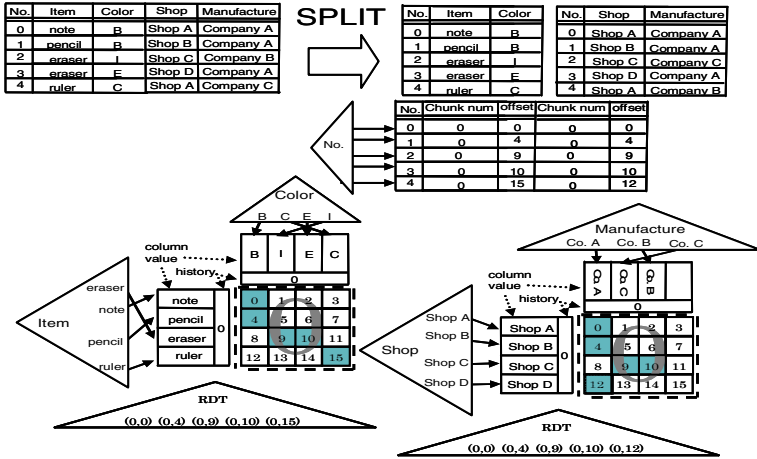 SPLIT
No. Item Color Shop Manufacture
0 note B Shop A Company A
1 pencil B Shop B Company A
2 eraser I Shop C Company B
3 eraser E Shop D Company A
4 ruler C Shop A Company C
No. Item Color
0 note B
1 pencil B
2 eraser I
3 eraser E
4 ruler C
No. Shop Manufacture
0 Shop A Company A
1 Shop B Company A
2 Shop C Company C
3 Shop D Company A
4 Shop A Company B
No.
No. Chunk num offset Chunk num offset
0 0 0 0 0
1 0 4 0 4
2 0 9 0 9
3 0 10 0 10
4 0 15 0 12
Color
B C E I
column
value
history
B I E C
0
Item
eraser
note
pencil
ruler
note
pencil
eraser
ruler
0
0 1 2 3
4 5 6 7
8 9 10 11
12 13 14 15
0
RDT
(0,0) (0,4) (0,9) (0,10) (0,15)
Manufacture
Co. A Co. B Co. C
column
value
history
Co. A Co. C Co. B
0
Shop
Shop A
Shop B
Shop C
Shop D
Shop A
Shop B
Shop C
Shop D
0
0 1 2 3
4 5 6 7
8 9 10 11
12 13 14 15
0
RDT
(0,0) (0,4) (0,9) (0,10) (0,12)